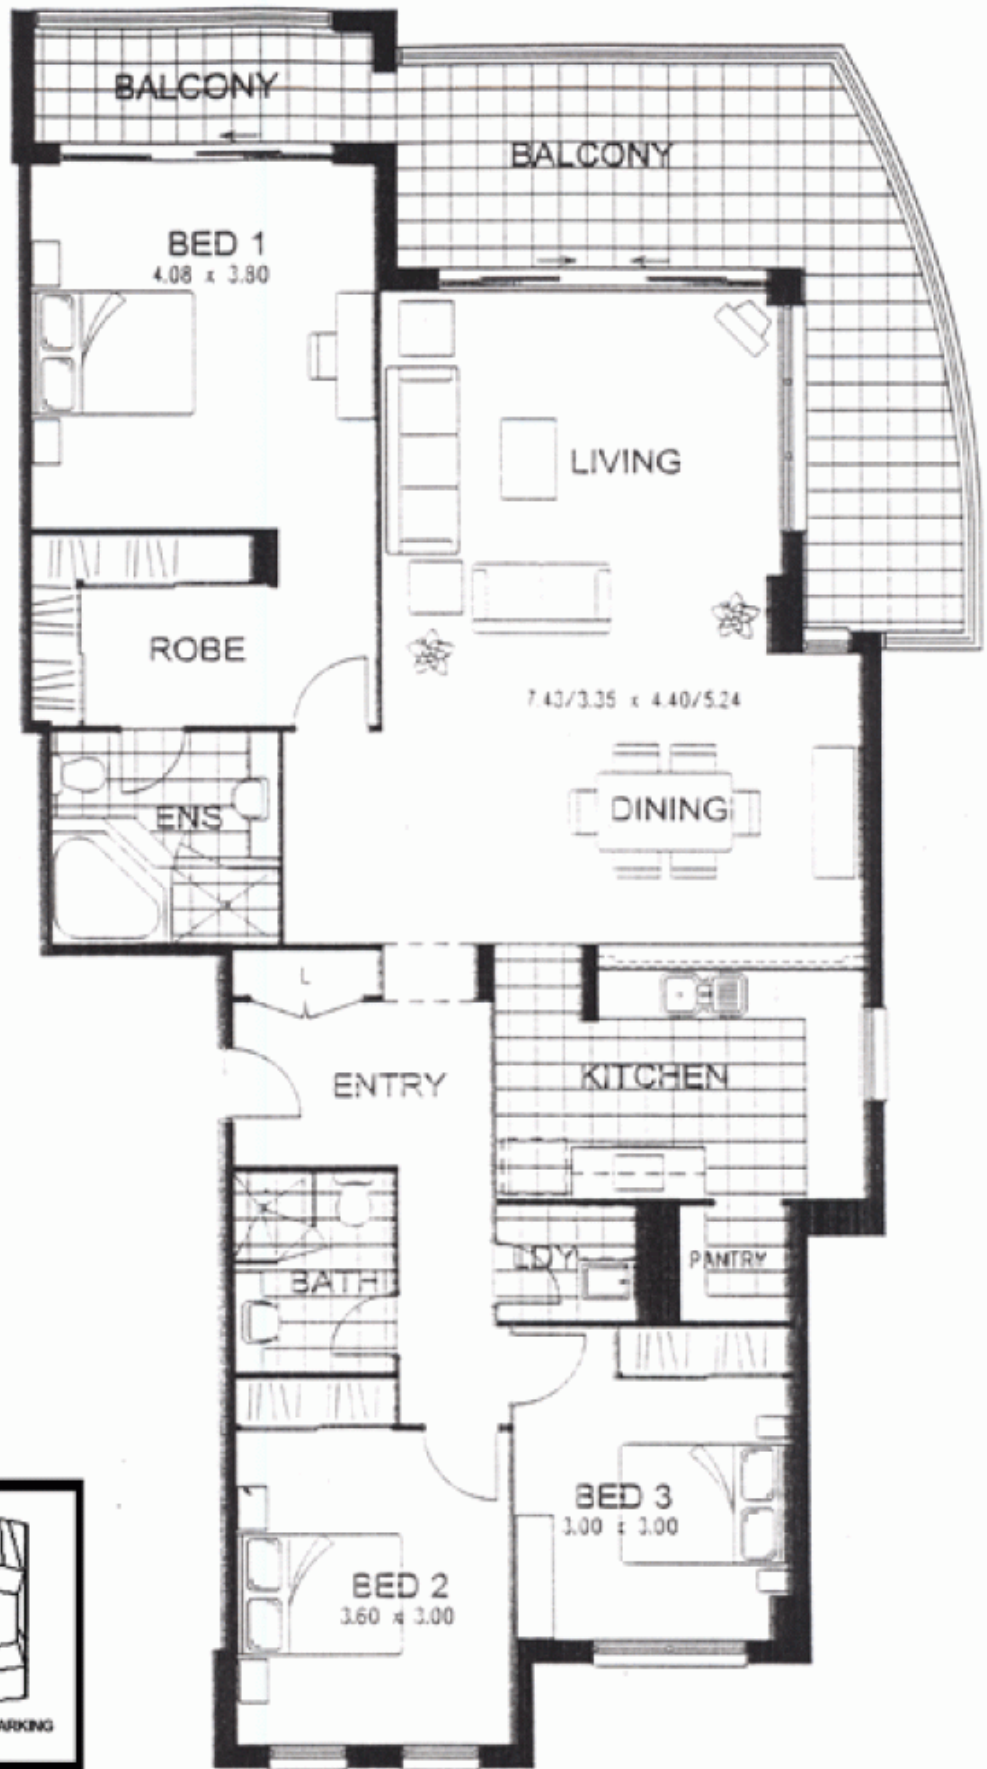 BALCONY
BALCONY
BED 1
4.08 x 3.80
LIVING
ROBE
7.43/3.35 x 4.40/5.24
ENS
DINING
L
ENTRY
KITCHEN
LDY
PANTRY
BATH
BED 3
3.00 x 3.00
BED 2
3.60 x 3.00
ARKING